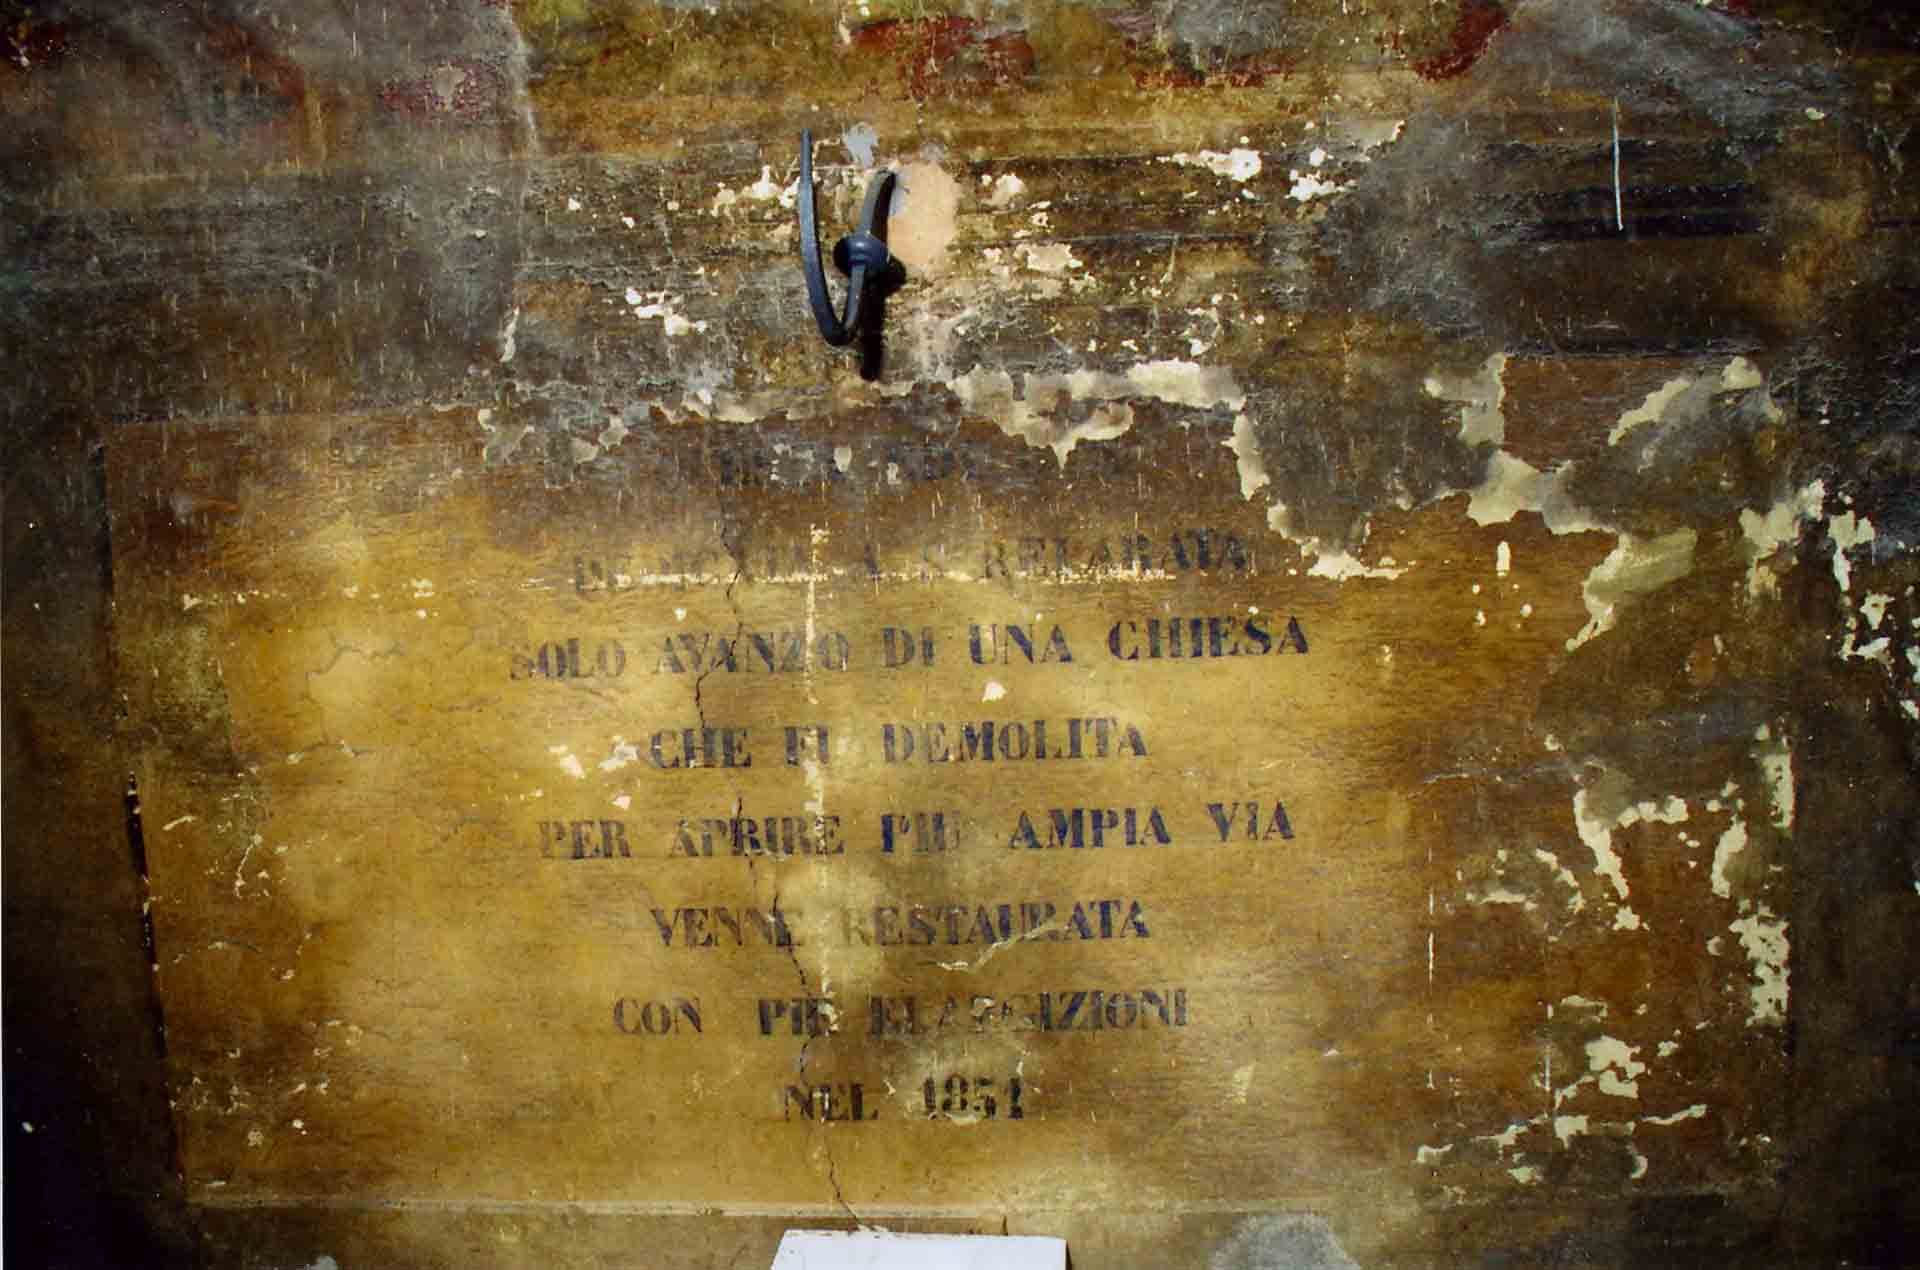 A S RELARATA
SOLO AVANZO DI UNA CHIESA
CHE FU DEMOLITA
PER APRIRE PIU AMPIA VIA
VENNE RESTAURATA
CON PIE ELARGIZIONI
NEL 1851